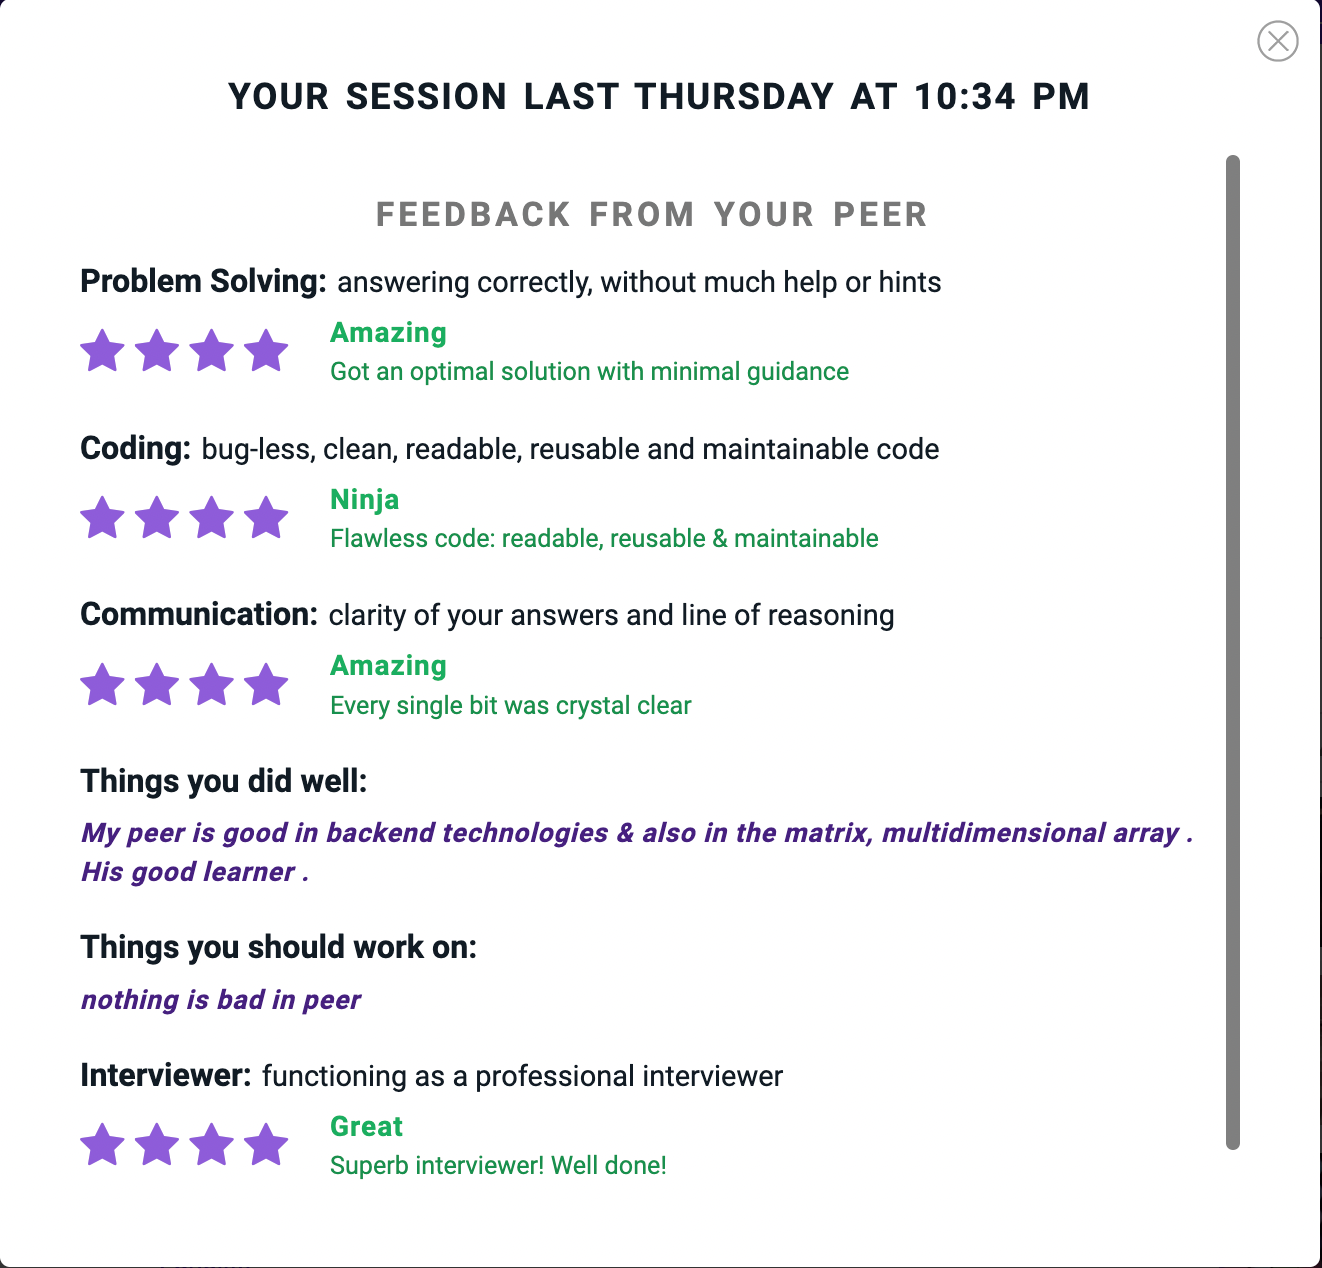 YOUR SESSION LAST THURSDAY AT 10:34 PM
FEEDBACK FROM YOUR PEER
Problem Solving: answering correctly, without much help or hints
Amazing
Got an optimal solution with minimal guidance
Coding: bug-less, clean, readable, reusable and maintainable code
Ninja
Flawless code: readable, reusable & maintainable
Communication: clarity of your answers and line of reasoning
Amazing
Every single bit was crystal clear
Things you did well:
My peer is good in backend technologies & also in the matrix, multidimensional array .
His good learner .
Things you should work on:
nothing is bad in peer
Interviewer: functioning as a professional interviewer
Great
Superb interviewer! Well done!